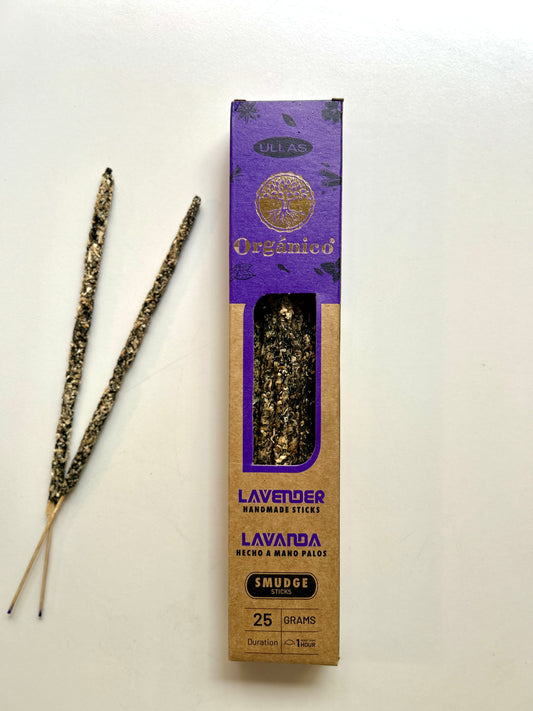 ULLAS
Orgánico
LAVENDER
HANDMADE STICKS
LAVANDA
HECHO A MANO PALOS
SMUDGE
STICKS
25 GRAMS
Duration 1 HOUR